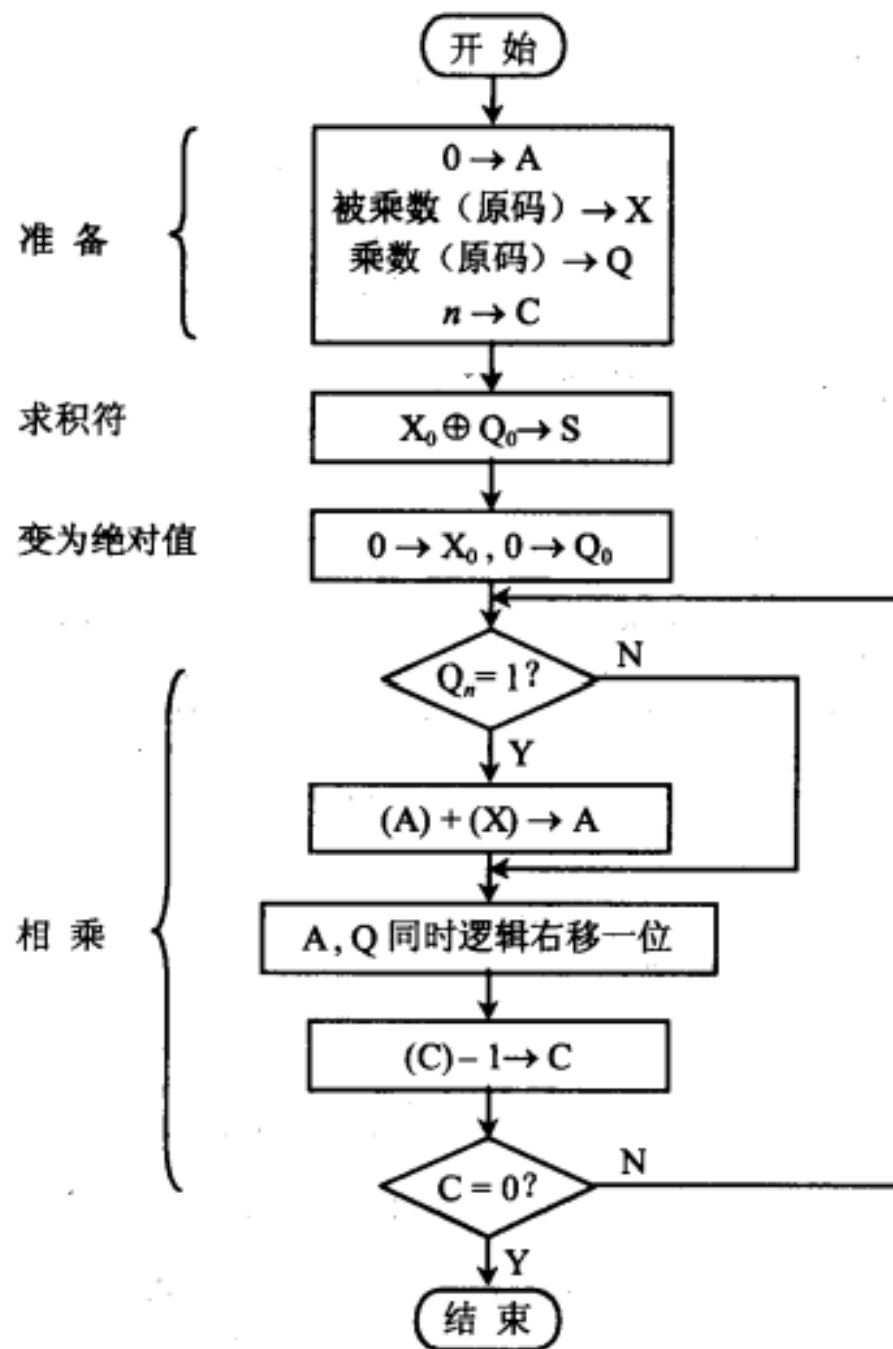 开 始
准 备
0 → A
被乘数（原码）→ X
乘数（原码）→ Q
n → C
求积符
X₀ ⊕ Q₀→ S
变为绝对值
0 → X₀ , 0 → Q₀
Qₙ= 1?
N
Y
(A) + (X) → A
相 乘
A , Q 同时逻辑右移一位
(C) – 1→ C
C = 0?
N
Y
结 束